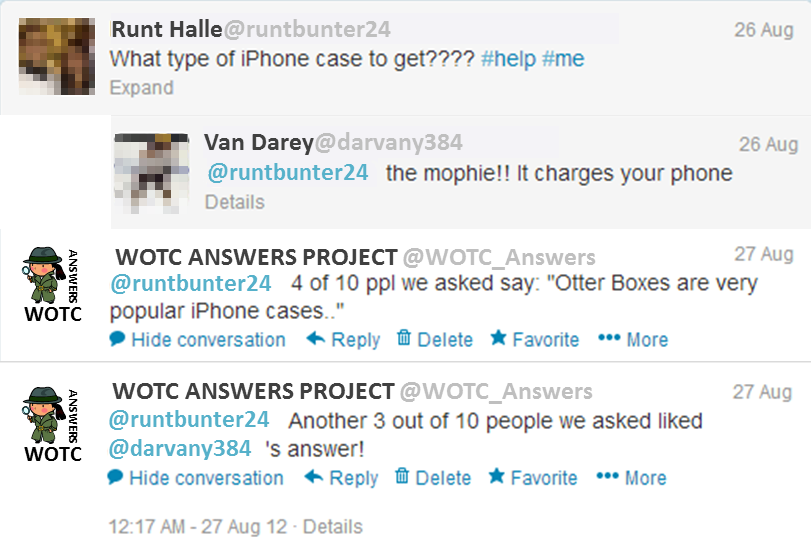 Runt Halle@runtbunter24 26 Aug
What type of iPhone case to get???? #help #me
Expand
Van Darey@darvany384 26 Aug
@runtbunter24 the mophie!! It charges your phone
Details
WOTC ANSWERS PROJECT @WOTC_Answers 27 Aug
@runtbunter24 4 of 10 ppl we asked say: "Otter Boxes are very
popular iPhone cases.."
ANSWERS
WOTC
Hide conversation Reply Delete Favorite More
WOTC ANSWERS PROJECT @WOTC_Answers 27 Aug
@runtbunter24 Another 3 out of 10 people we asked liked
@darvany384 's answer!
ANSWERS
WOTC
Hide conversation Reply Delete Favorite More
12:17 AM - 27 Aug 12 · Details